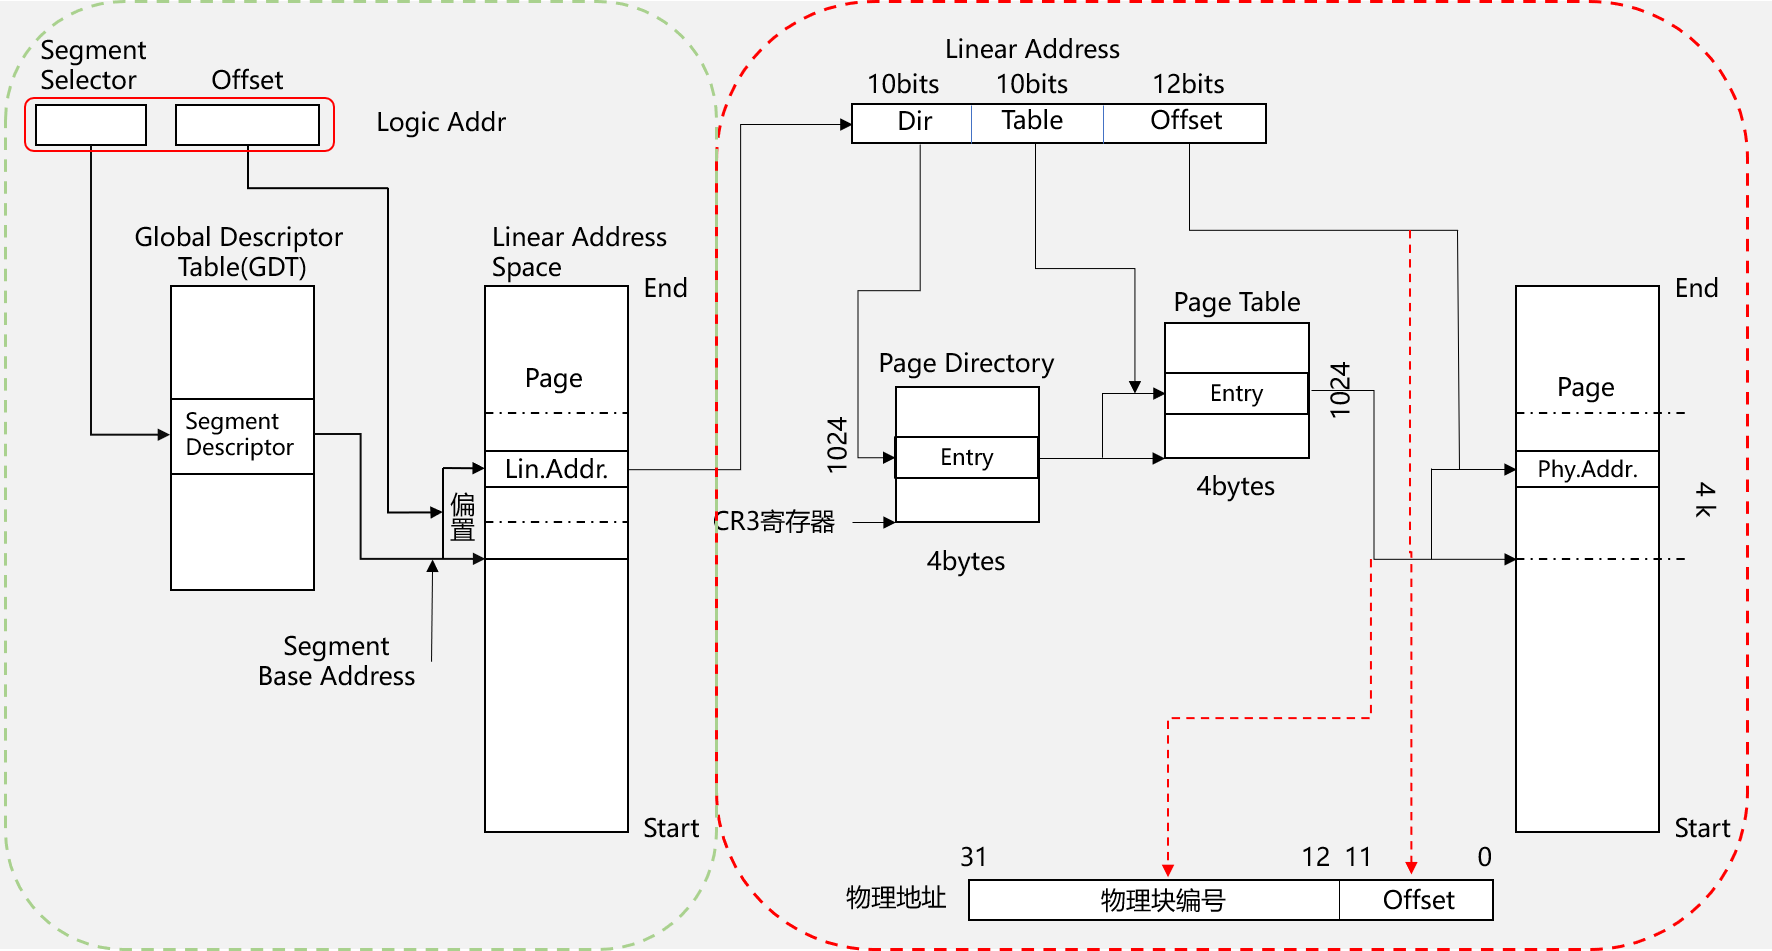 Segment
Selector
Offset
Logic Addr
Global Descriptor
Table(GDT)
Segment
Descriptor
偏置
Segment
Base Address
Linear Address
Space
End
Page
Lin.Addr.
Start
Linear Address
10bits
10bits
12bits
Dir
Table
Offset
Page Directory
1024
Entry
CR3寄存器
4bytes
Page Table
Entry
1024
4bytes
End
Page
Phy.Addr.
4k
Start
31
12
11
0
物理地址
物理块编号
Offset